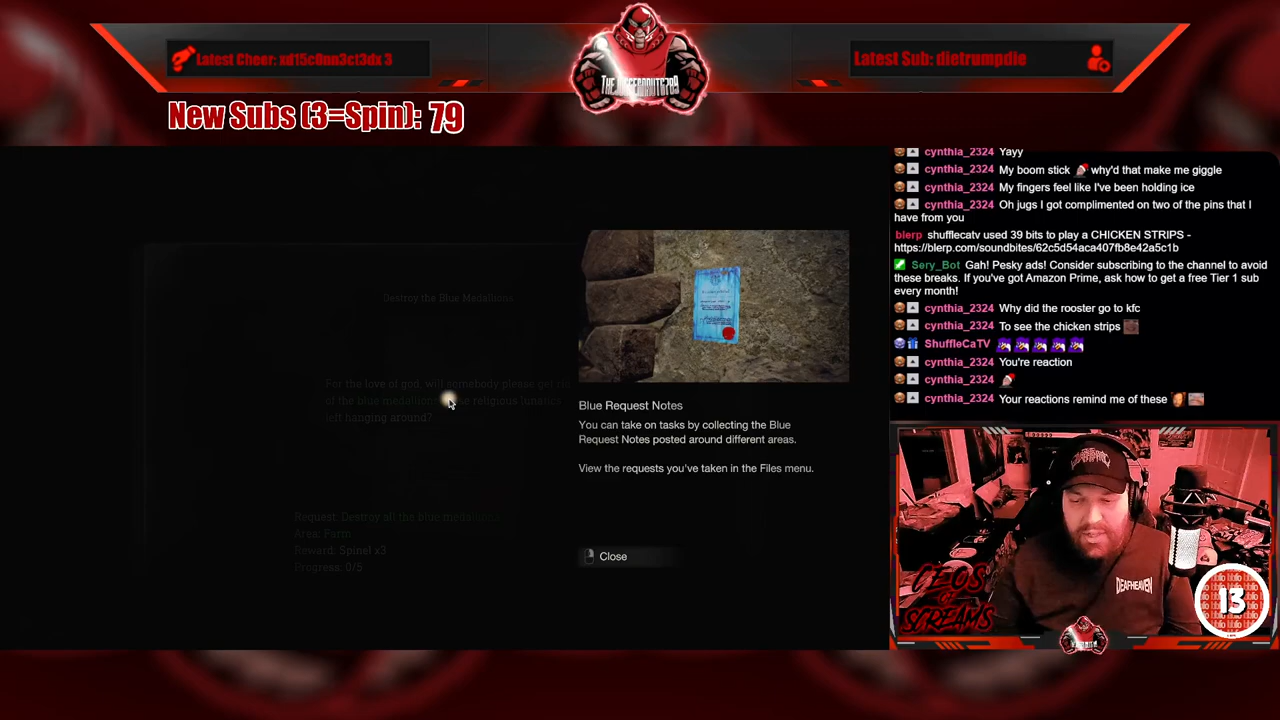 Latest Cheer: xd15c0nn3ct3dx 3
Latest Sub: dietrumpdie
THEJUGGERNAUT6789
New Subs (3=Spin): 79
Destroy the Blue Medallions
For the love of god, will somebody please get rid
of the blue medallions religious lunatics
left hanging around?
Request: Destroy all the blue medallions
Area: Farm
Reward: Spinel x3
Progress: 0/5
Blue Request Notes
You can take on tasks by collecting the Blue
Request Notes posted around different areas.
View the requests you've taken in the Files menu.
Close
cynthia_2324 Yayy
cynthia_2324 My boom stick why'd that make me giggle
cynthia_2324 My fingers feel like I've been holding ice
cynthia_2324 Oh jugs I got complimented on two of the pins that I
have from you
blerp shufflecatv used 39 bits to play a CHICKEN STRIPS -
https://blerp.com/soundbites/62c5d54aca407fb8e42a5c1b
Sery_Bot Gah! Pesky ads! Consider subscribing to the channel to avoid
these breaks. If you've got Amazon Prime, ask how to get a free Tier 1 sub
every month!
cynthia_2324 Why did the rooster go to kfc
cynthia_2324 To see the chicken strips
ShuffleCaTV
cynthia_2324 You're reaction
cynthia_2324
cynthia_2324 Your reactions remind me of these
DEAFHEAVEN
CEOS
OF
SCREAMS
13